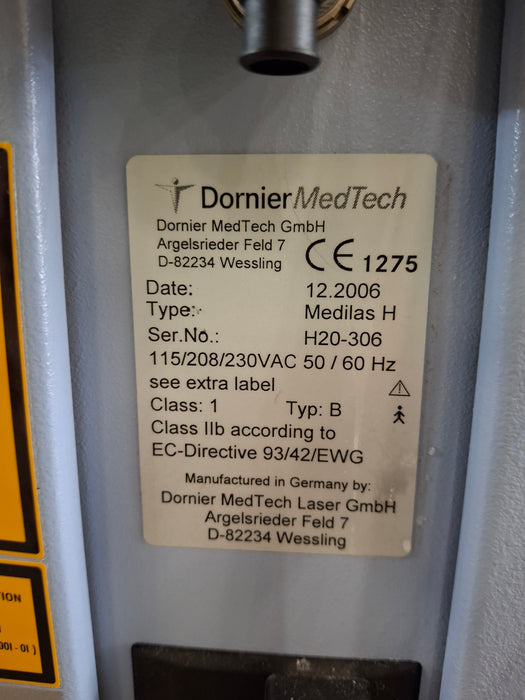 DornierMedTech
Dornier MedTech GmbH
Argelsrieder Feld 7
D-82234 Wessling
CE 1275
Date: 12.2006
Type: Medilas H
Ser.No.: H20-306
115/208/230VAC 50 / 60 Hz
see extra label
Class: 1 Typ: B
Class IIb according to
EC-Directive 93/42/EWG
Manufactured in Germany by:
Dornier MedTech Laser GmbH
Argelsrieder Feld 7
D-82234 Wessling